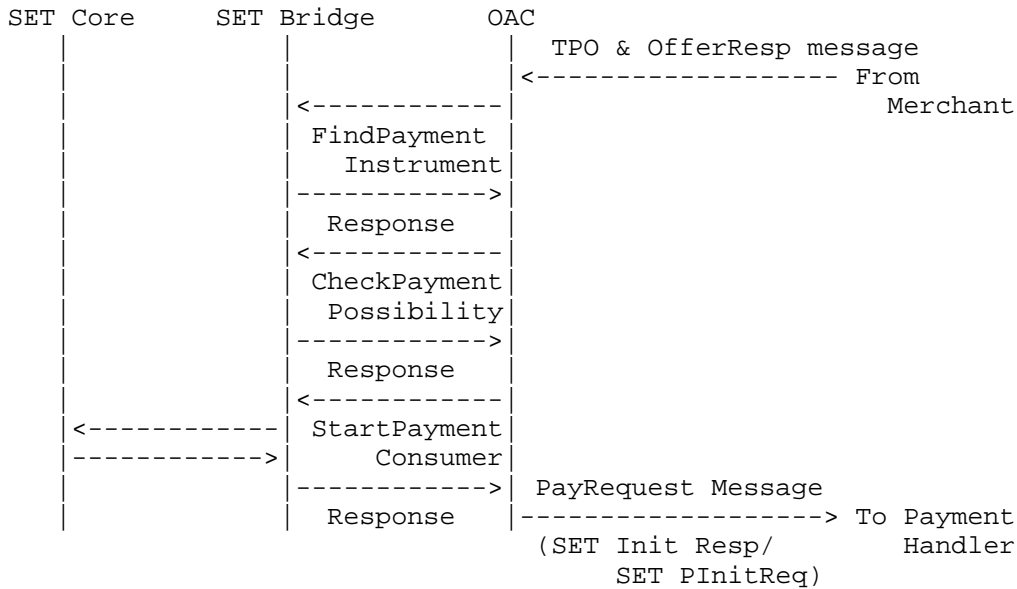 SET Core SET Bridge OAC
TPO & OfferResp message
<------------------- From
<------------ Merchant
FindPayment
Instrument
------------>
Response
<------------
CheckPayment
Possibility
------------>
Response
<------------
<------------ StartPayment
------------> Consumer
------------> PayRequest Message
Response -------------------> To Payment
(SET Init Resp/ Handler
SET PInitReq)